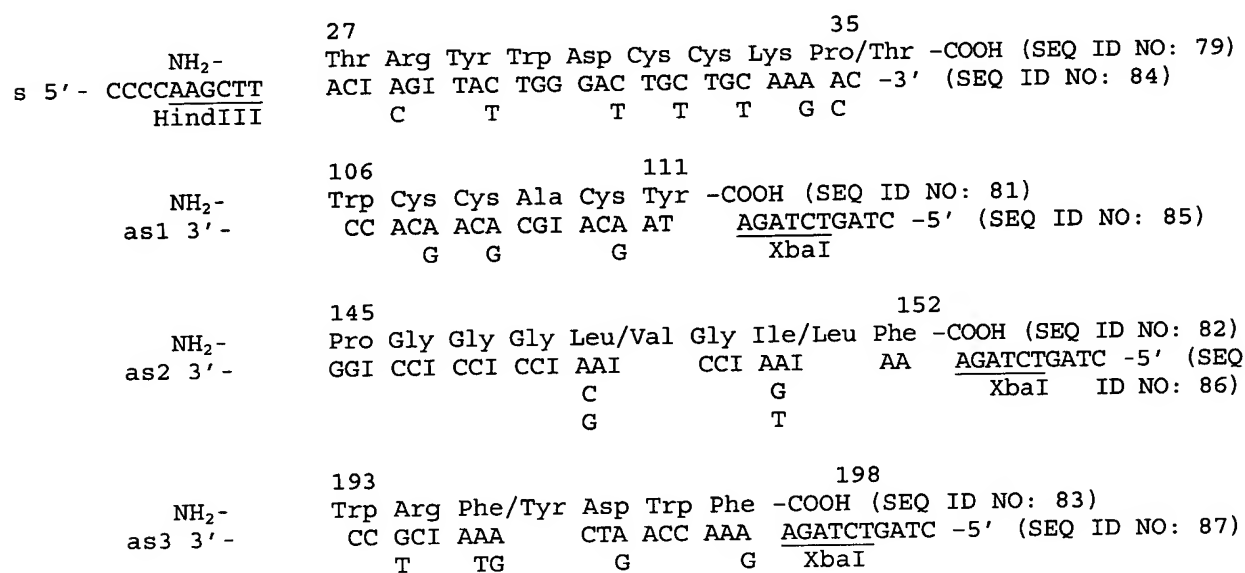 27 35
NH₂- Thr Arg Tyr Trp Asp Cys Cys Lys Pro/Thr -COOH (SEQ ID NO: 79)
s 5'- CCCCAAGCTT ACI AGI TAC TGG GAC TGC TGC AAA AC -3' (SEQ ID NO: 84)
HindIII C T T T T G C
106 111
NH₂- Trp Cys Cys Ala Cys Tyr -COOH (SEQ ID NO: 81)
as1 3'- CC ACA ACA CGI ACA AT AGATCTGATC -5' (SEQ ID NO: 85)
G G G XbaI
145 152
NH₂- Pro Gly Gly Gly Leu/Val Gly Ile/Leu Phe -COOH (SEQ ID NO: 82)
as2 3'- GGI CCI CCI CCI AAI CCI AAI AA AGATCTGATC -5' (SEQ
C G XbaI ID NO: 86)
G T
193 198
NH₂- Trp Arg Phe/Tyr Asp Trp Phe -COOH (SEQ ID NO: 83)
as3 3'- CC GCI AAA CTA ACC AAA AGATCTGATC -5' (SEQ ID NO: 87)
T TG G G XbaI